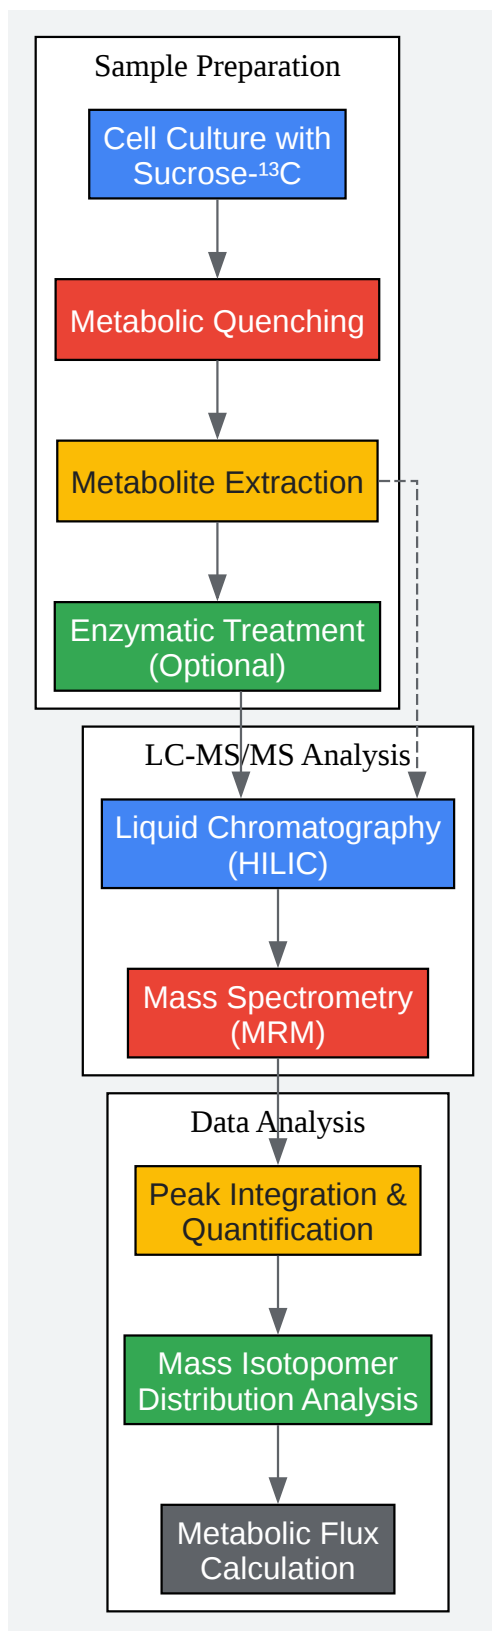 Sample Preparation
Cell Culture with
Sucrose-¹³C
Metabolic Quenching
Metabolite Extraction
Enzymatic Treatment
(Optional)
LC-MS/MS Analysis
Liquid Chromatography
(HILIC)
Mass Spectrometry
(MRM)
Data Analysis
Peak Integration &
Quantification
Mass Isotopomer
Distribution Analysis
Metabolic Flux
Calculation